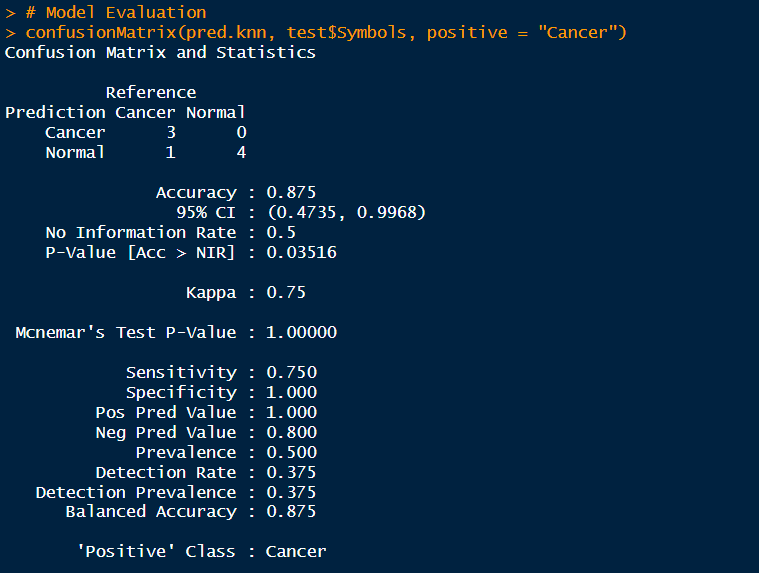 > # Model Evaluation
> confusionMatrix(pred.knn, test$Symbols, positive = "Cancer")
Confusion Matrix and Statistics
Reference
Prediction Cancer Normal
Cancer 3 0
Normal 1 4
Accuracy : 0.875
95% CI : (0.4735, 0.9968)
No Information Rate : 0.5
P-Value [Acc > NIR] : 0.03516
Kappa : 0.75
Mcnemar's Test P-Value : 1.00000
Sensitivity : 0.750
Specificity : 1.000
Pos Pred Value : 1.000
Neg Pred Value : 0.800
Prevalence : 0.500
Detection Rate : 0.375
Detection Prevalence : 0.375
Balanced Accuracy : 0.875
'Positive' Class : Cancer